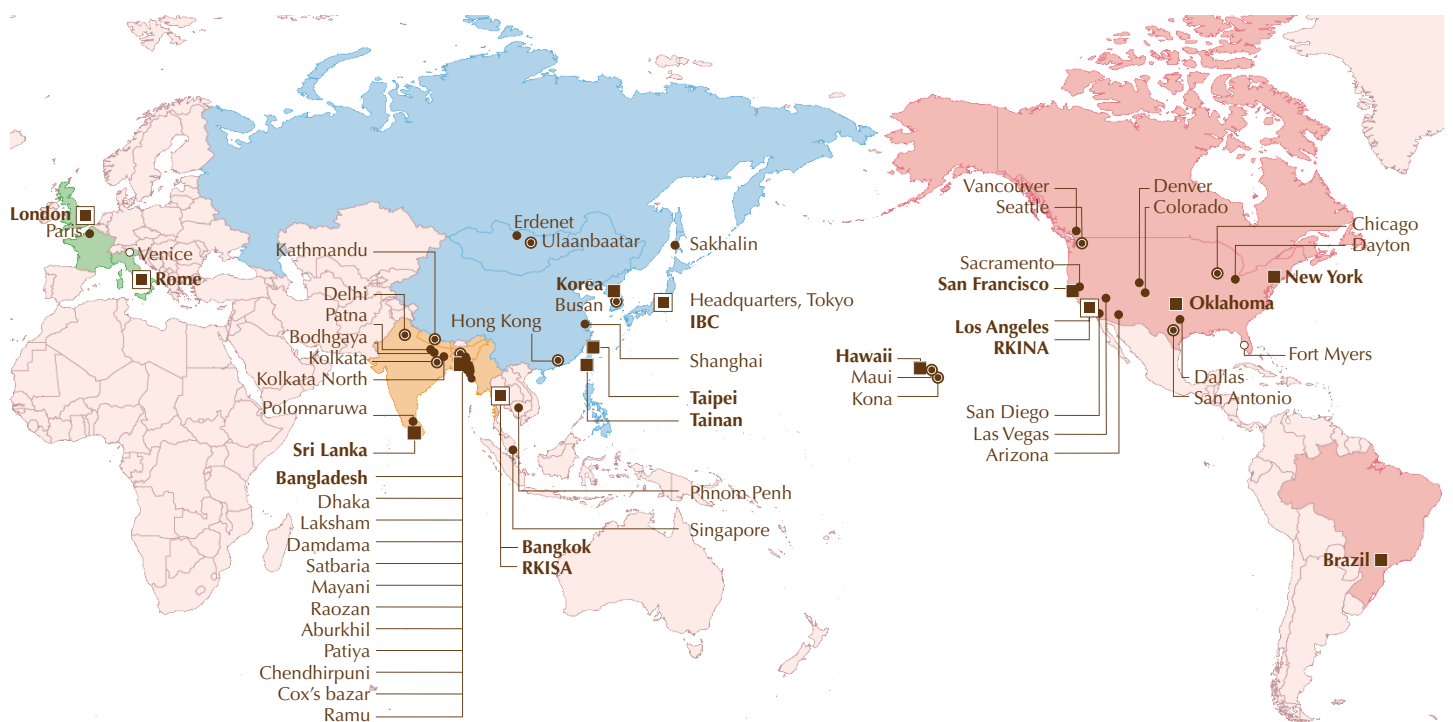 London
Paris
Venice
Rome
Kathmandu
Delhi
Patna
Bodhgaya
Kolkata
Kolkata North
Polonnaruwa
Sri Lanka
Bangladesh
Dhaka
Laksham
Damdama
Satbaria
Mayani
Raozan
Aburkhil
Patiya
Chendhirpuni
Cox's bazar
Ramu
Erdenet
Ulaanbaatar
Sakhalin
Korea
Busan
Headquarters, Tokyo
IBC
Hong Kong
Shanghai
Taipei
Tainan
Phnom Penh
Singapore
Bangkok
RKISA
Hawaii
Maui
Kona
Vancouver
Seattle
Sacramento
San Francisco
Los Angeles
RKINA
San Diego
Las Vegas
Arizona
Denver
Colorado
Chicago
Dayton
New York
Oklahoma
Fort Myers
Dallas
San Antonio
Brazil